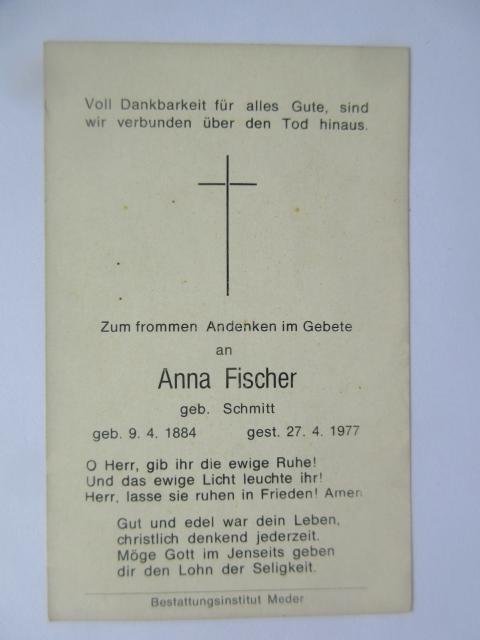 Voll Dankbarkeit für alles Gute, sind
wir verbunden über den Tod hinaus.
Zum frommen Andenken im Gebete
an
Anna Fischer
geb. Schmitt
geb. 9. 4. 1884 gest. 27. 4. 1977
O Herr, gib ihr die ewige Ruhe!
Und das ewige Licht leuchte ihr!
Herr, lasse sie ruhen in Frieden! Amen
Gut und edel war dein Leben,
christlich denkend jederzeit.
Möge Gott im Jenseits geben
dir den Lohn der Seligkeit.
Bestattungsinstitut Meder